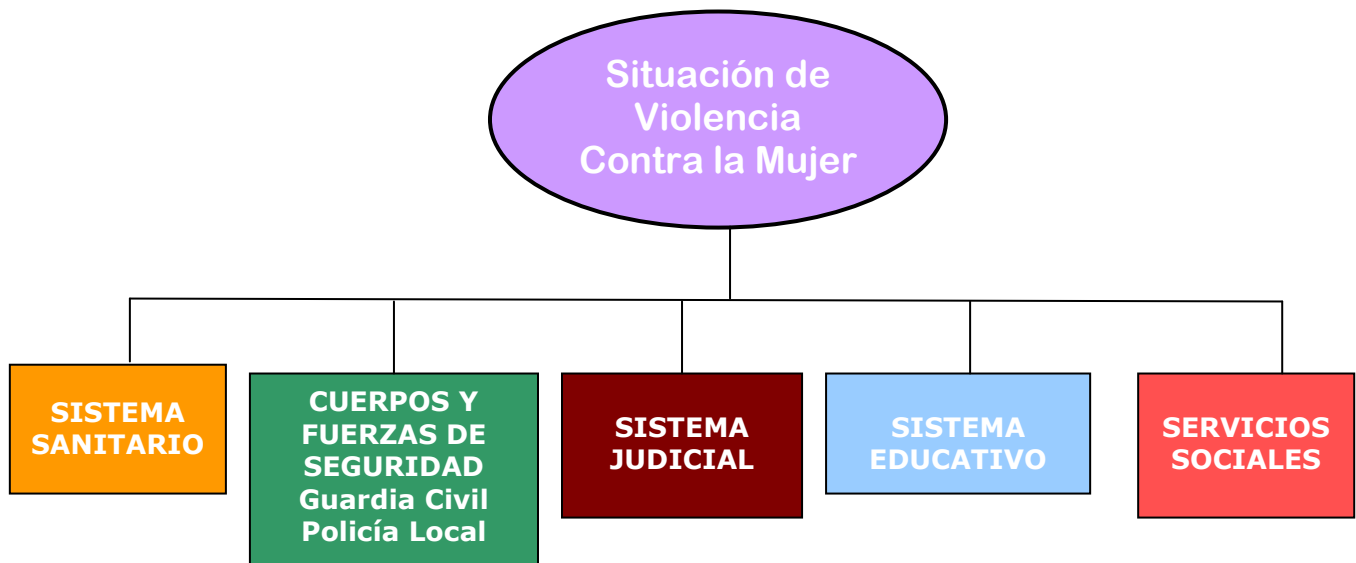 Situación de
Violencia
Contra la Mujer
SISTEMA
SANITARIO
CUERPOS Y
FUERZAS DE
SEGURIDAD
Guardia Civil
Policía Local
SISTEMA
JUDICIAL
SISTEMA
EDUCATIVO
SERVICIOS
SOCIALES